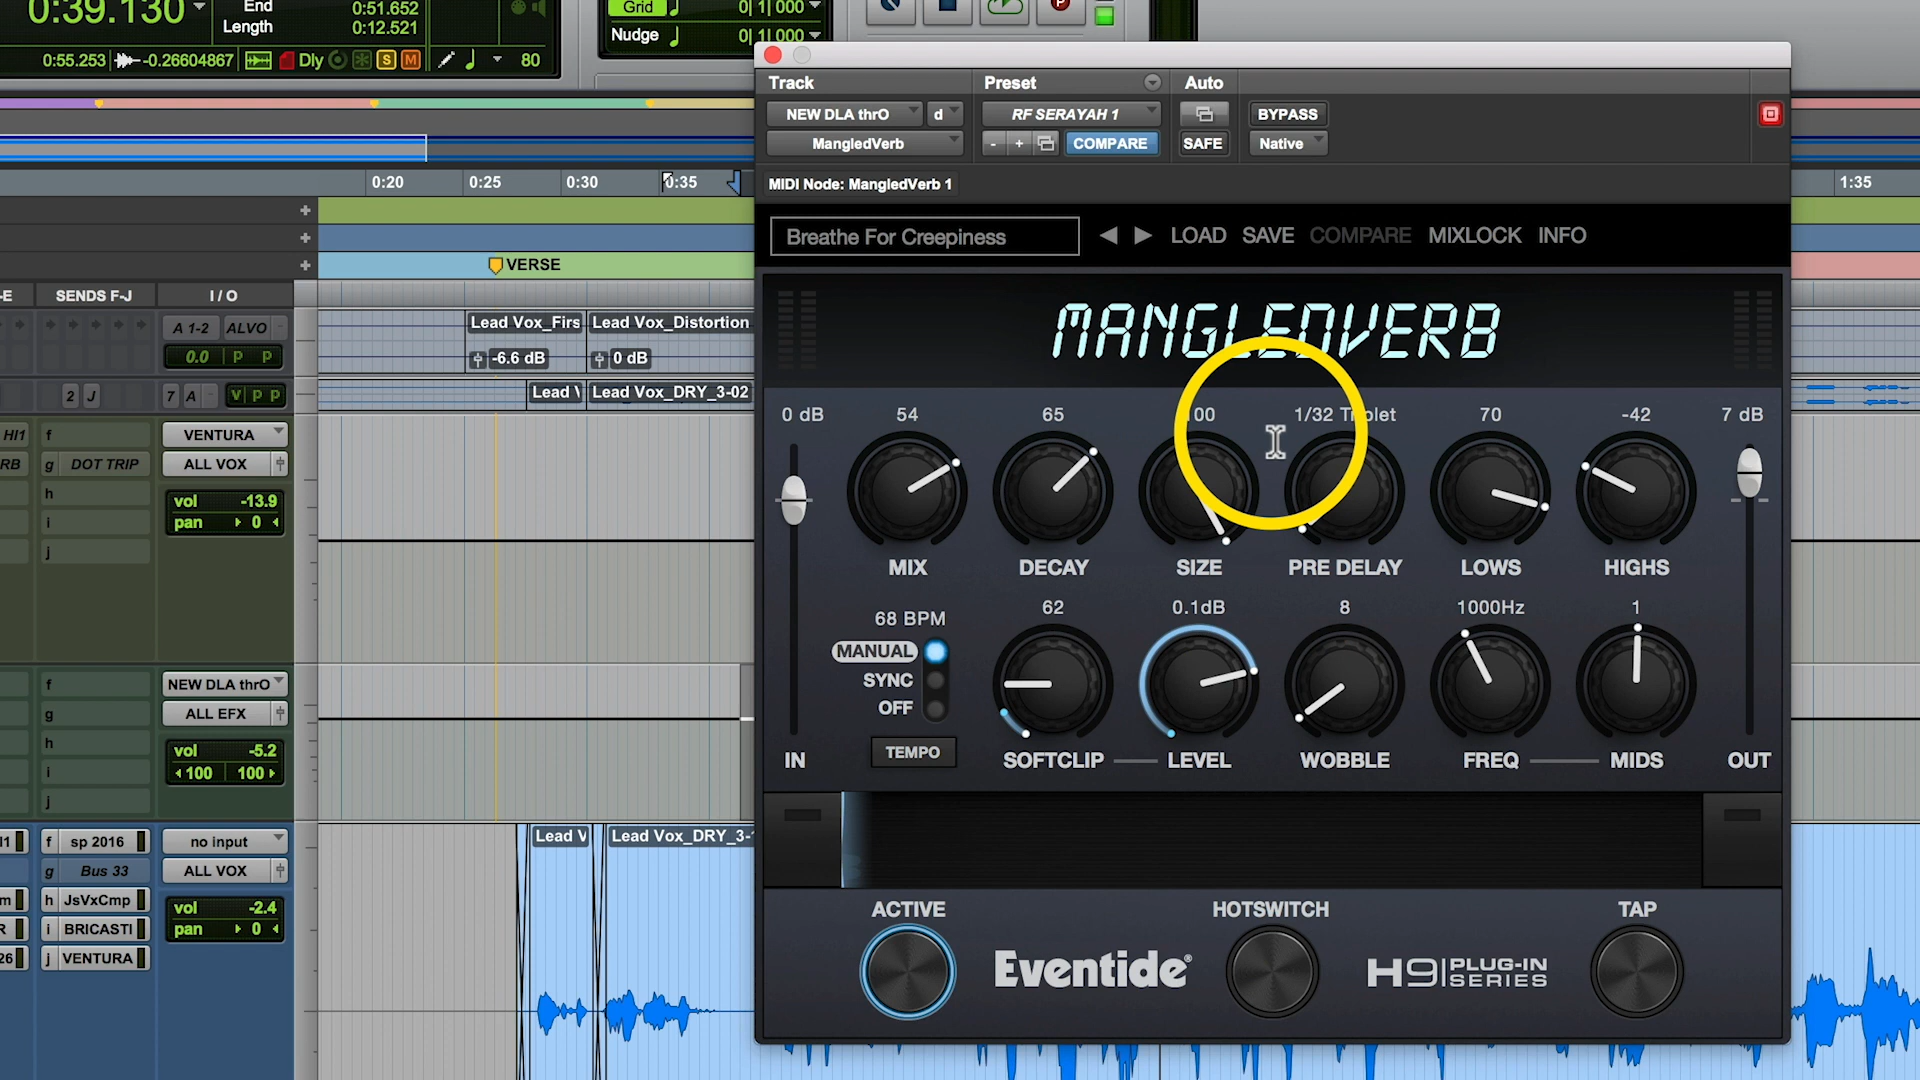 0:39.130
End 0:51.652
Length 0:12.521
Grid 0| 1| 000
Nudge 0| 1| 000
0:55.253 -0.26604867 Dly S M 80
Track Preset Auto
NEW DLA thrO d RF SERAYAH 1 BYPASS
MangledVerb - + COMPARE SAFE Native
0:20 0:25 0:30 0:35 1:35
MIDI Node: MangledVerb 1
Breathe For Creepiness LOAD SAVE COMPARE MIXLOCK INFO
VERSE
-E SENDS F-J I / O
A 1-2 ALVO
0.0 P P
Lead Vox_Firs Lead Vox_Distortion
-6.6 dB 0 dB
2 J 7 A V P P
Lead V Lead Vox_DRY_3-02
MANGLEDVERB
0 dB 54 65 100 1/32 Triplet 70 -42 7 dB
MIX DECAY SIZE PRE DELAY LOWS HIGHS
HI1 f VENTURA
RB g DOT TRIP ALL VOX
h vol -13.9
i pan 0
j
68 BPM 62 0.1dB 8 1000Hz 1
MANUAL
SYNC
OFF
TEMPO
IN SOFTCLIP LEVEL WOBBLE FREQ MIDS OUT
f NEW DLA thrO
g ALL EFX
h vol -5.2
i 100 100
j
Lead V Lead Vox_DRY_3-
f sp 2016 no input
g Bus 33 ALL VOX
m h JsVxCmp vol -2.4
R i BRICASTI pan 0
26 j VENTURA
ACTIVE HOTSWITCH TAP
Eventide® H9 PLUG-IN SERIES